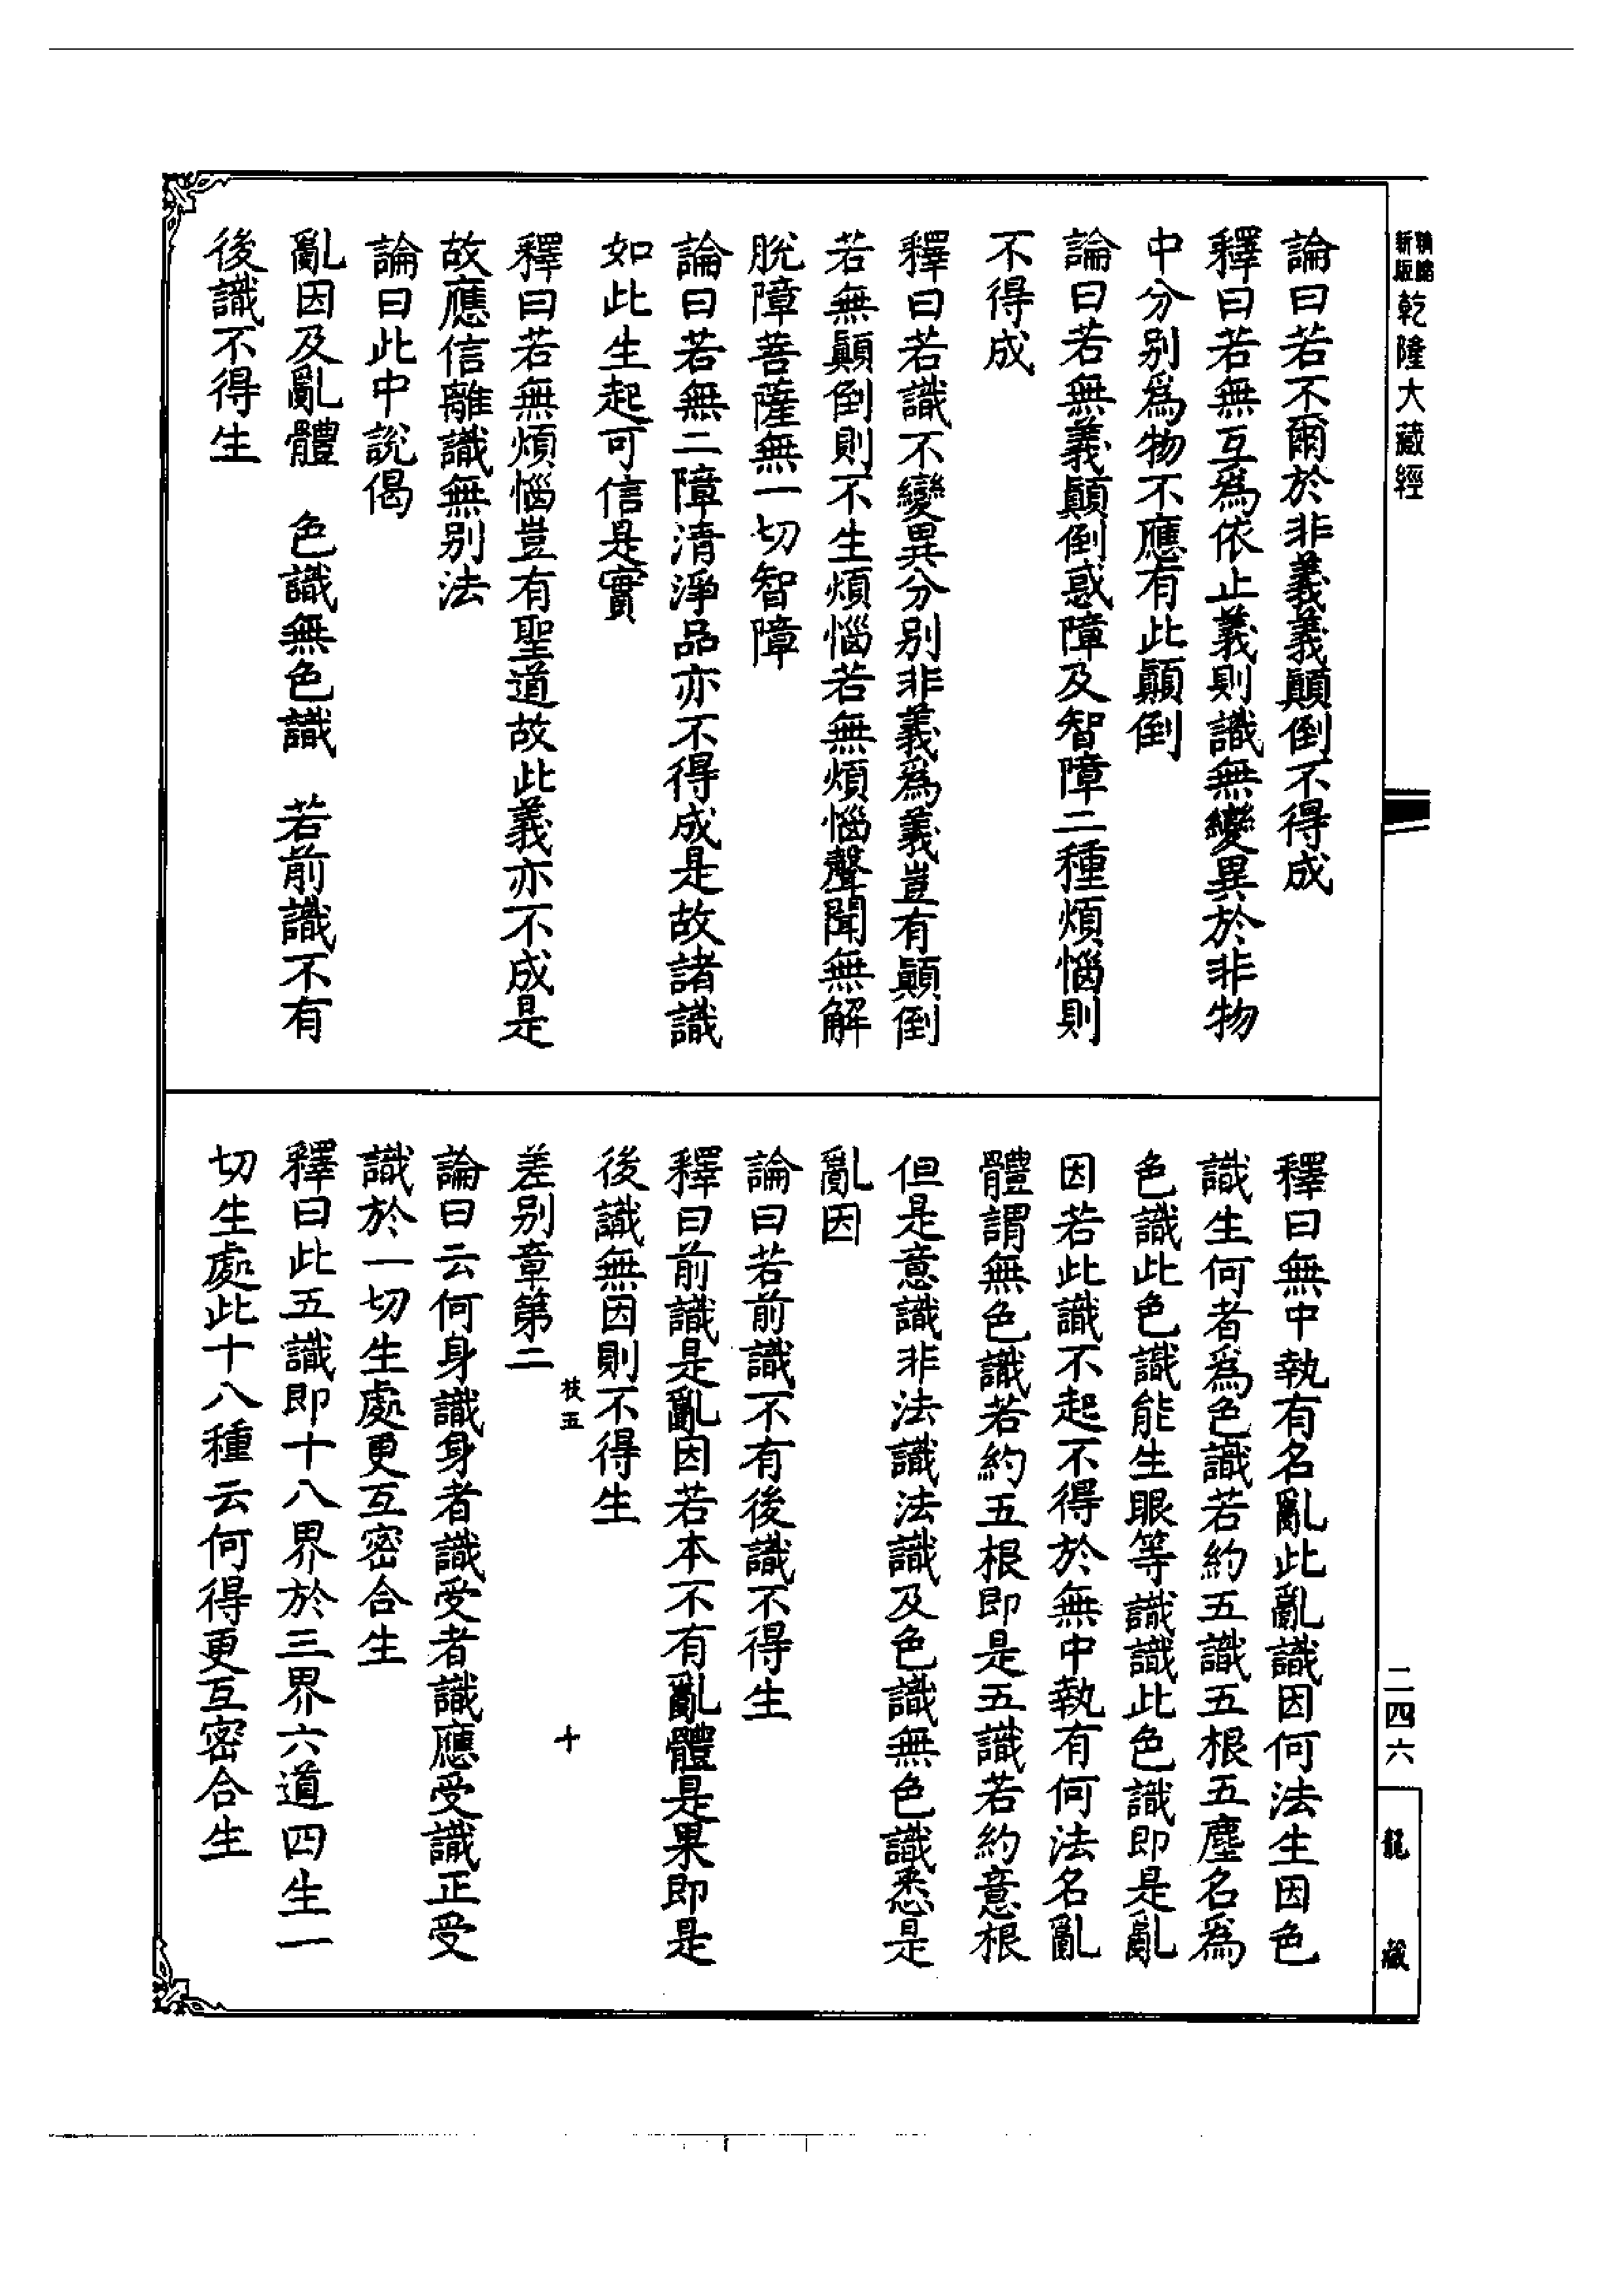 新版
精縮
乾隆大藏經
論曰若不爾於非義義顚倒不得成
釋曰若無互爲依止義則識無變異於非物
中分别爲物不應有此顚倒
論曰若無義顚倒惑障及智障二種煩惱則
不得成
釋曰若識不變異分别非義爲義豈有顚倒
若無顚倒則不生煩惱若無煩惱聲聞無解
脫障菩薩無一切智障
論曰若無二障清淨品亦不得成是故諸識
如此生起可信是實
釋曰若無煩惱豈有聖道故此義亦不成是
故應信離識無别法
論曰此中說偈
亂因及亂體　色識無色識　若前識不有
後識不得生
釋曰無中執有名亂此亂識因何法生因色
識生何者爲色識若約五識五根五塵名爲
色識此色識能生眼等識識此色識即是亂
因若此識不起不得於無中執有何法名亂
體謂無色識若約五根即是五識若約意根
但是意識非法識法識及色識無色識悉是
亂因
論曰若前識不有後識不得生
釋曰前識是亂因若本不有亂體是果即是
後識無因則不得生
枝五　十
差别章第二
論曰云何身識身者識受者識應受識正受
識於一切生處更互密合生
釋曰此五識即十八界於三界六道四生一
切生處此十八種云何得更互密合生
二四六
龍藏